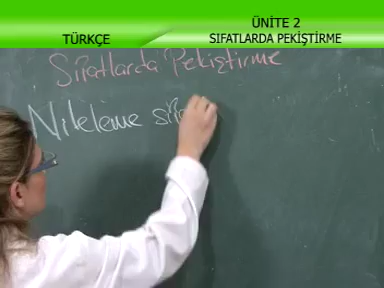 ÜNİTE 2
TÜRKÇE
SIFATLARDA PEKİŞTİRME
Sıfatlarda Pekiştirme
Niteleme